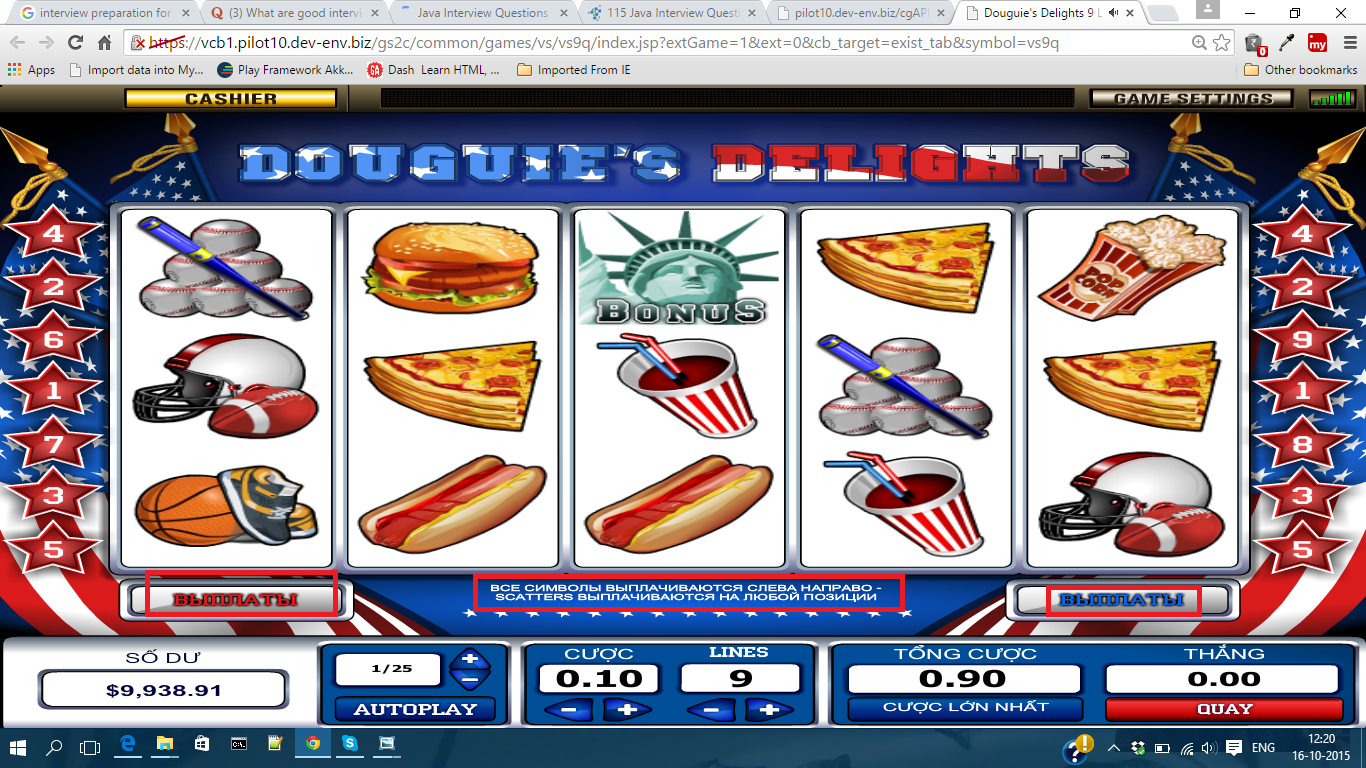 interview preparation for
(3) What are good intervi
Java Interview Questions
115 Java Interview Quest
pilot10.dev-env.biz/cgAPI
Douguie's Delights 9 L
https://vcb1.pilot10.dev-env.biz/gs2c/common/games/vs/vs9q/index.jsp?extGame=1&ext=0&cb_target=exist_tab&symbol=vs9q
0
my
Apps
Import data into My...
Play Framework Akk...
GA
Dash
Learn HTML, ...
Imported From IE
Other bookmarks
CASHIER
GAME SETTINGS
DOUGUIE'S DELIGHTS
4
2
6
1
7
3
5
BONUS
POP CORN
4
2
9
1
8
3
5
ВЫПЛАТЫ
ВСЕ СИМВОЛЫ ВЫПЛАЧИВАЮТСЯ СЛЕВА НАПРАВО -
SCATTERS ВЫПЛАЧИВАЮТСЯ НА ЛЮБОЙ ПОЗИЦИИ
ВЫПЛАТЫ
SỐ DƯ
$9,938.91
1/25
AUTOPLAY
CƯỢC
0.10
LINES
9
TỔNG CƯỢC
0.90
CƯỢC LỚN NHẤT
THẮNG
0.00
QUAY
ENG
12:20
16-10-2015